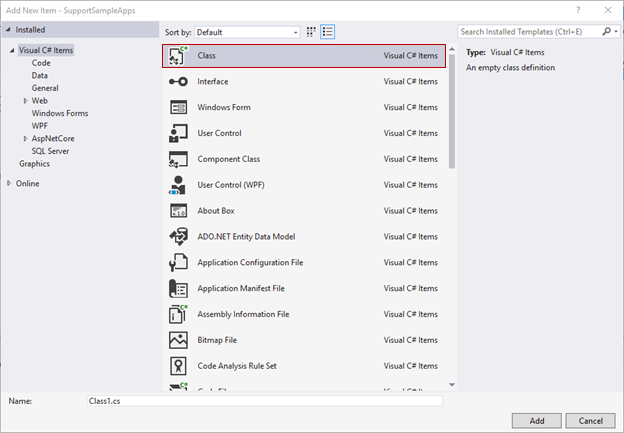 Add New Item - SupportSampleApps
?
Installed
Sort by: Default
Search Installed Templates (Ctrl+E)
Visual C# Items
Code
Data
General
Web
Windows Forms
WPF
AspNetCore
SQL Server
Graphics
Online
C# Class Visual C# Items
Interface Visual C# Items
Windows Form Visual C# Items
User Control Visual C# Items
Component Class Visual C# Items
User Control (WPF) Visual C# Items
About Box Visual C# Items
ADO.NET Entity Data Model Visual C# Items
Application Configuration File Visual C# Items
Application Manifest File Visual C# Items
Assembly Information File Visual C# Items
Bitmap File Visual C# Items
Code Analysis Rule Set Visual C# Items
Type: Visual C# Items
An empty class definition
Name: Class1.cs
Add Cancel